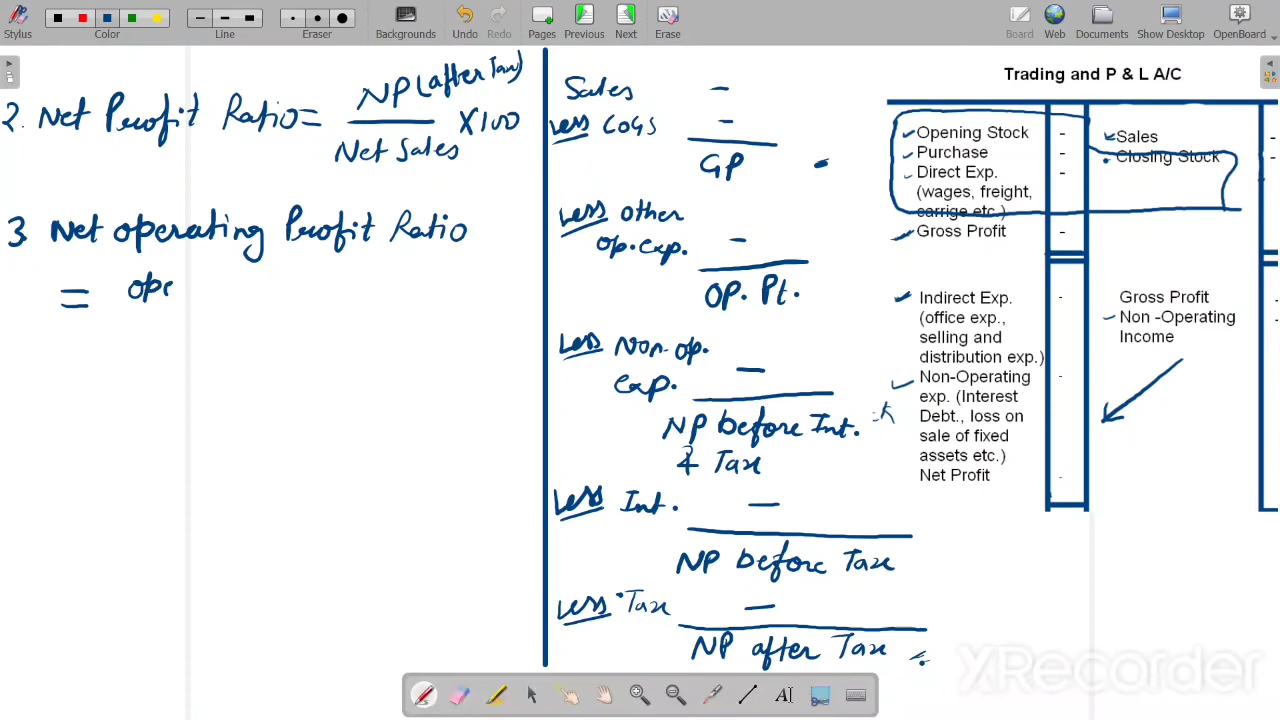 Stylus
Color
Line
Eraser
Backgrounds
Undo
Redo
Pages
Previous
Next
Erase
Board
Web
Documents
Show Desktop
OpenBoard
2. Net Profit Ratio = NP (after Tax)
Net Sales
X100
3. Net operating Profit Ratio
= ope
Sales -
Less COGS -
GP
Less other
op. exp. -
OP. Pt.
Less Non-op.
exp. -
NP before Int.
& Tax
Less Int. -
NP before Tax
Less Tax -
NP after Tax
Trading and P & L A/C
Opening Stock -
Purchase -
Direct Exp. -
(wages, freight,
carrige etc.)
Gross Profit -
Sales -
Closing Stock -
Indirect Exp. -
(office exp.,
selling and
distribution exp.)
Non-Operating -
exp. (Interest
Debt., loss on
sale of fixed
assets etc.)
Net Profit -
Gross Profit -
Non -Operating -
Income
XRecorder